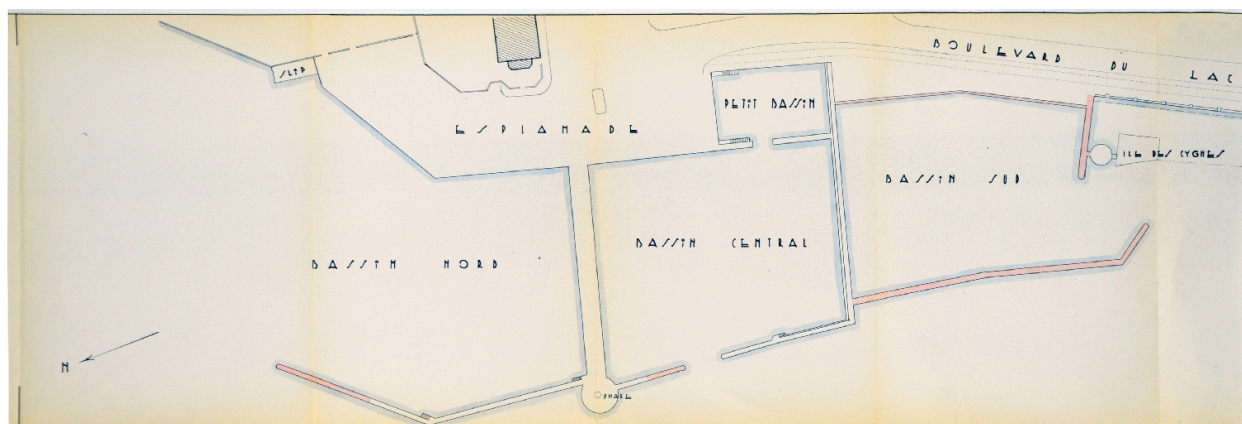 SLIP
BOULEVARD DU LAC
PETIT BASSIN
ESPLANADE
ILE DES CYGNES
BASSIN SUD
BASSIN CENTRAL
BASSIN NORD
N
PHARE